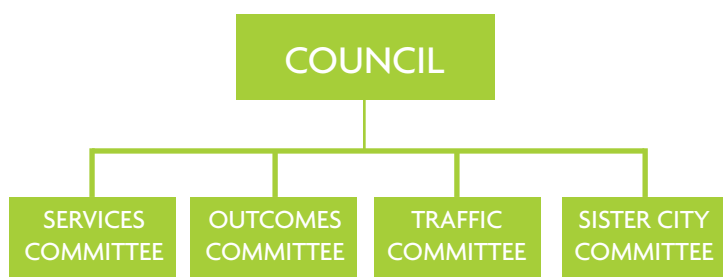 COUNCIL
SERVICES
COMMITTEE
OUTCOMES
COMMITTEE
TRAFFIC
COMMITTEE
SISTER CITY
COMMITTEE